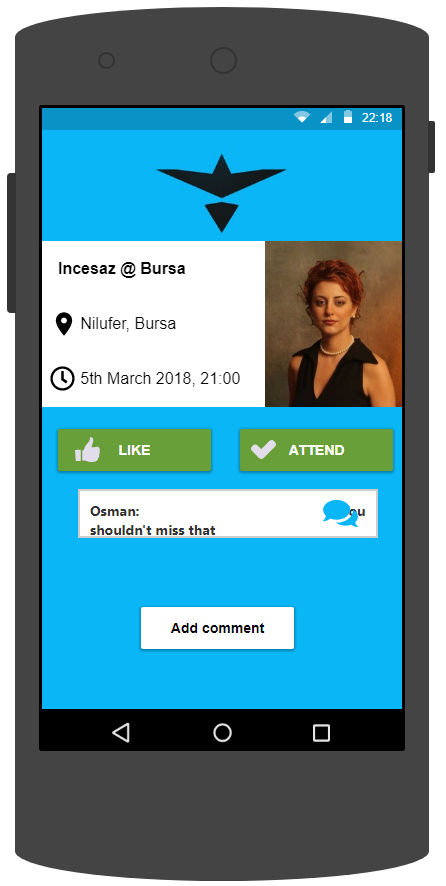 22:18
Incesaz @ Bursa
Nilufer, Bursa
5th March 2018, 21:00
LIKE
ATTEND
Osman: ou
shouldn't miss that
Add comment